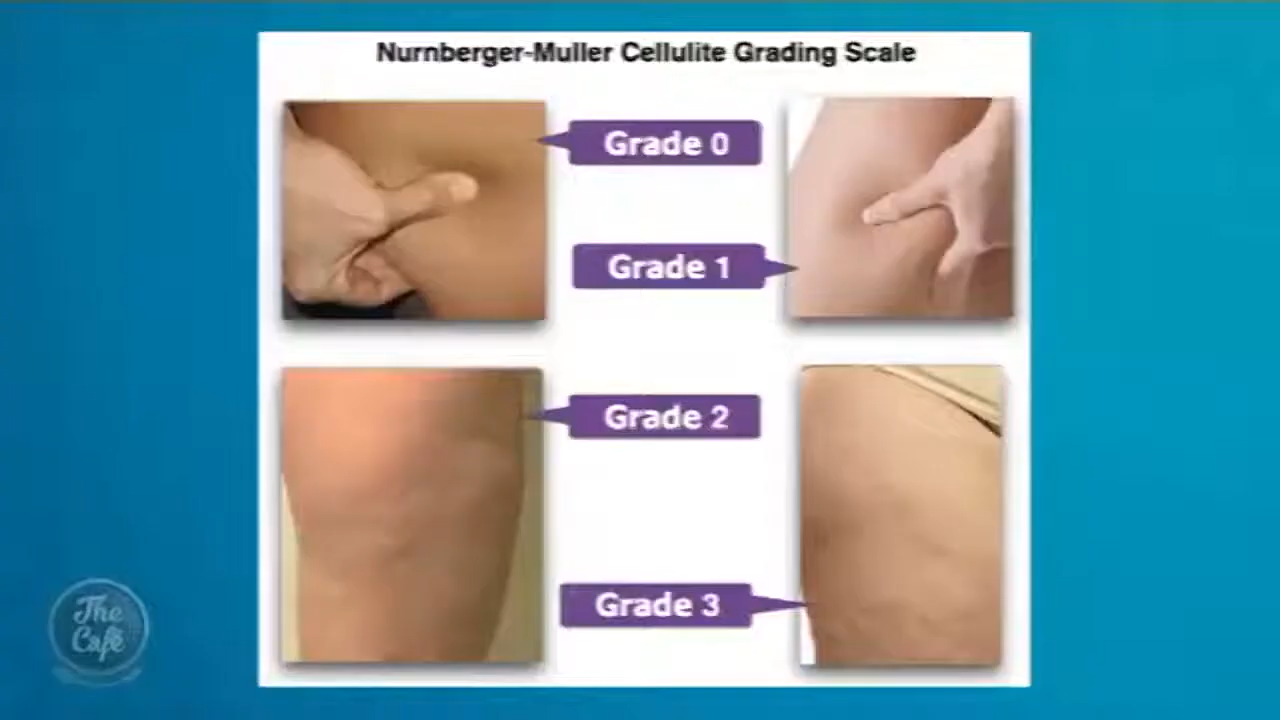 Nurnberger-Muller Cellulite Grading Scale
Grade 0
Grade 1
Grade 2
Grade 3
The
Café